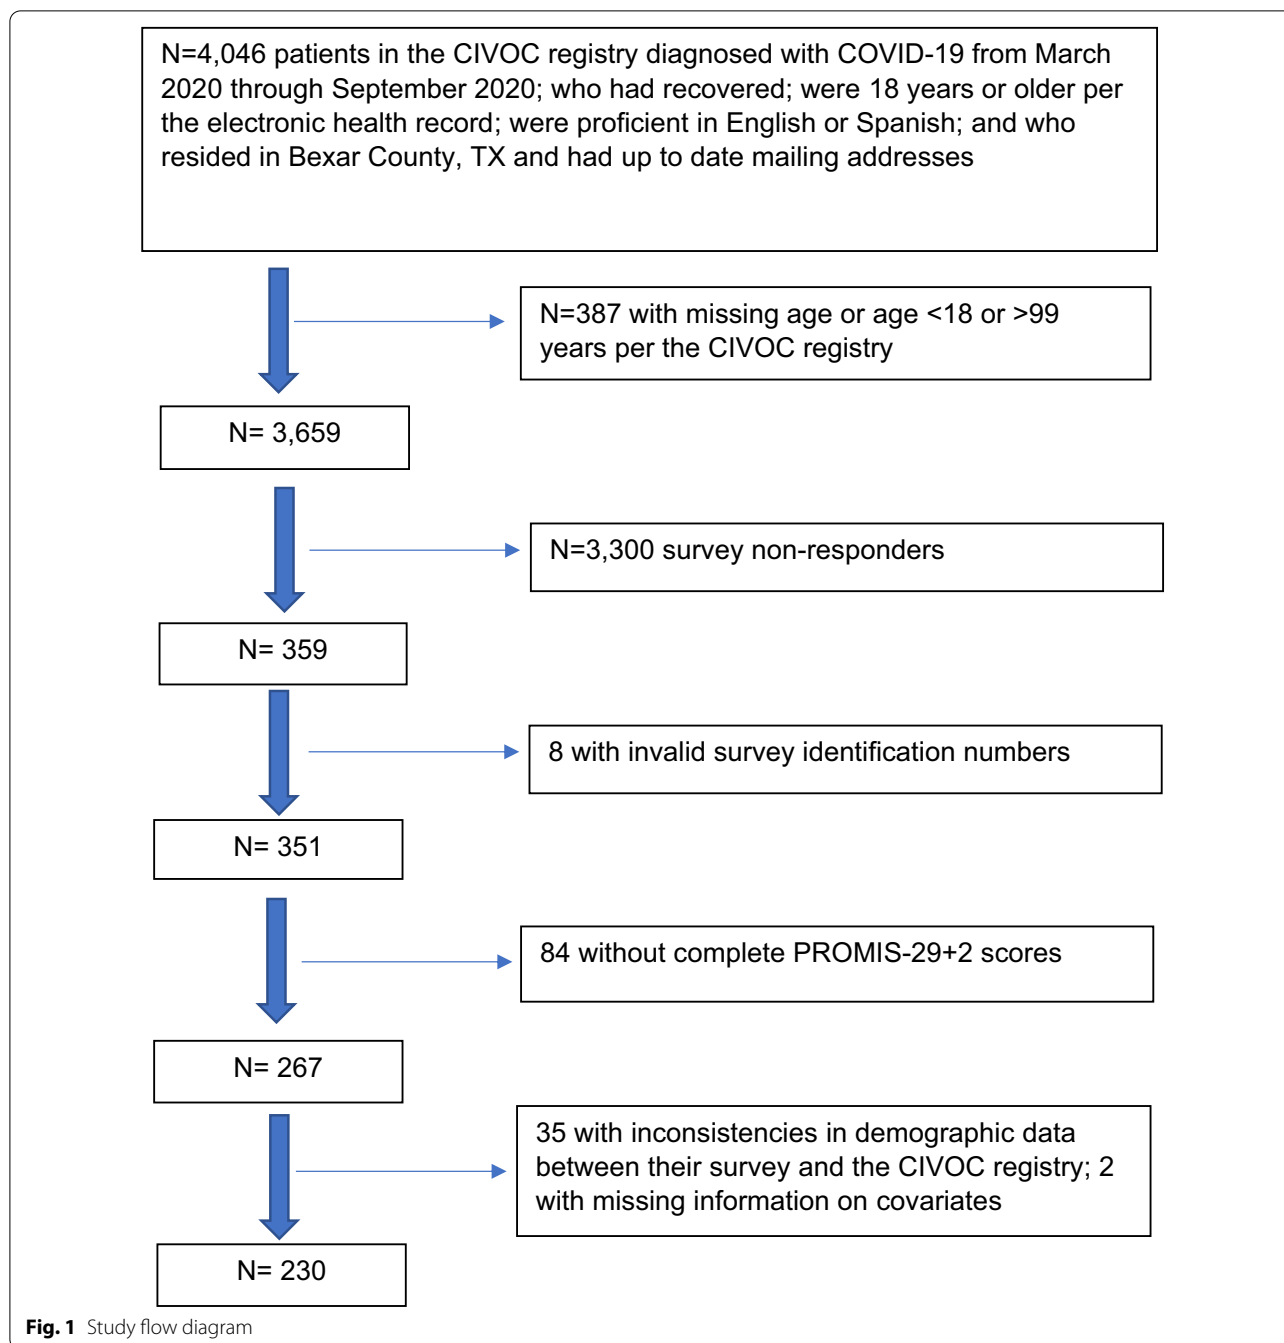 N=4,046 patients in the CIVOC registry diagnosed with COVID-19 from March
2020 through September 2020; who had recovered; were 18 years or older per
the electronic health record; were proficient in English or Spanish; and who
resided in Bexar County, TX and had up to date mailing addresses
N=387 with missing age or age <18 or >99
years per the CIVOC registry
N= 3,659
N=3,300 survey non-responders
N= 359
8 with invalid survey identification numbers
N= 351
84 without complete PROMIS-29+2 scores
N= 267
35 with inconsistencies in demographic data
between their survey and the CIVOC registry; 2
with missing information on covariates
N= 230
Fig. 1 Study flow diagram